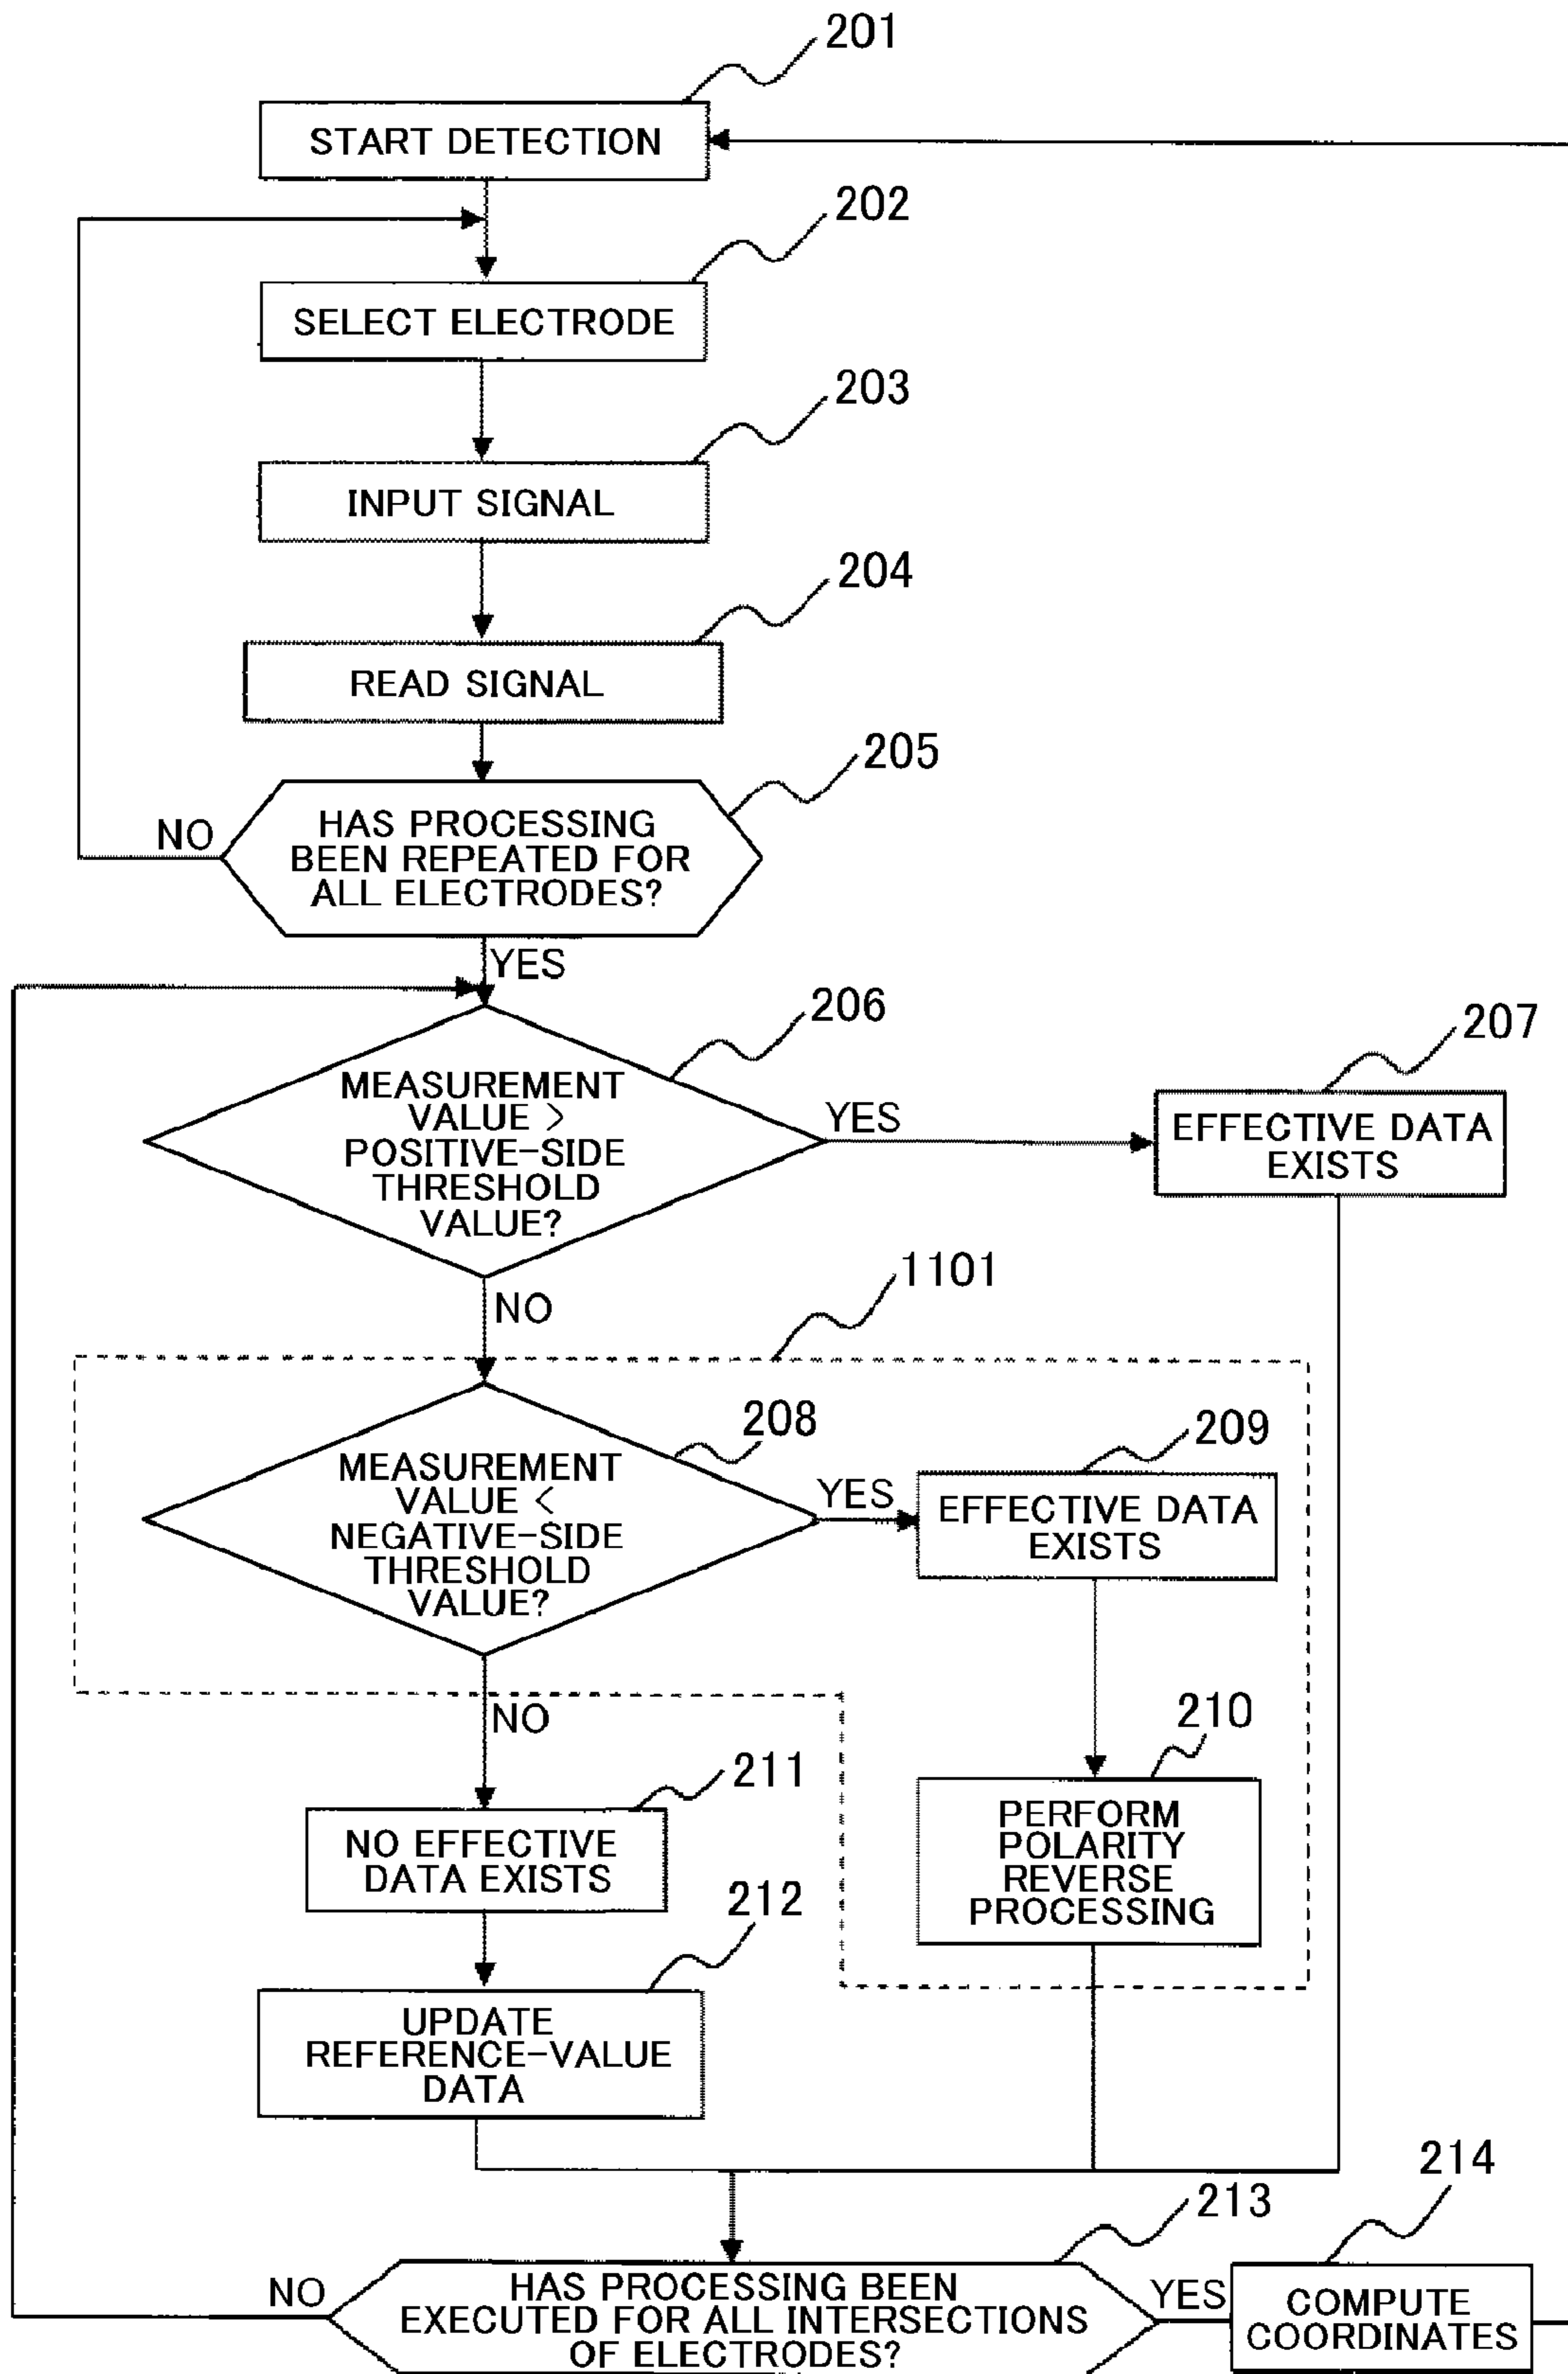 201
START DETECTION
202
SELECT ELECTRODE
203
INPUT SIGNAL
204
READ SIGNAL
205
HAS PROCESSING
BEEN REPEATED FOR
ALL ELECTRODES?
NO
YES
206
MEASUREMENT
VALUE >
POSITIVE-SIDE
THRESHOLD
VALUE?
YES
207
EFFECTIVE DATA
EXISTS
NO
1101
208
MEASUREMENT
VALUE <
NEGATIVE-SIDE
THRESHOLD
VALUE?
YES
209
EFFECTIVE DATA
EXISTS
NO
210
PERFORM
POLARITY
REVERSE
PROCESSING
211
NO EFFECTIVE
DATA EXISTS
212
UPDATE
REFERENCE-VALUE
DATA
213
HAS PROCESSING BEEN
EXECUTED FOR ALL INTERSECTIONS
OF ELECTRODES?
NO
YES
214
COMPUTE
COORDINATES